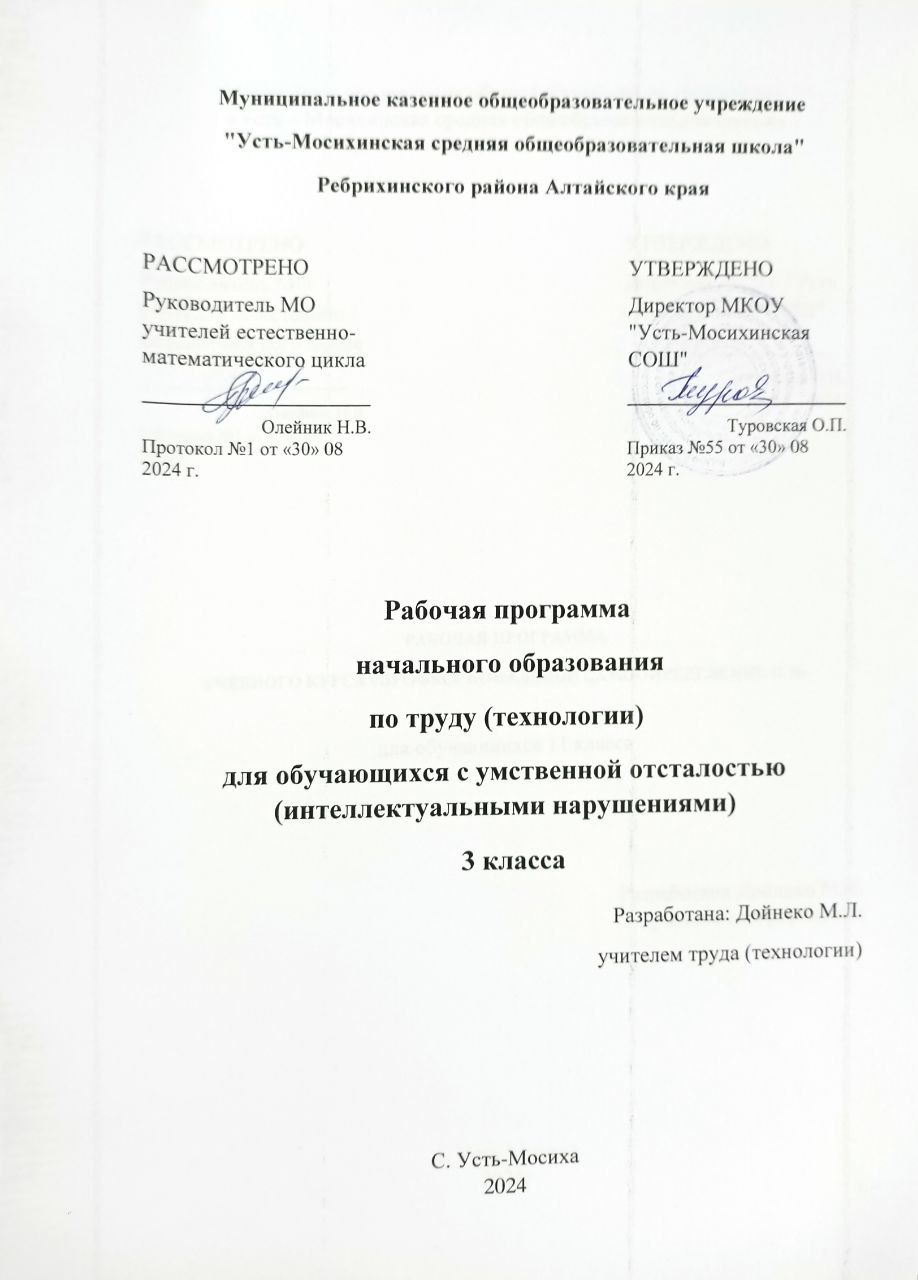 Муниципальное казенное общеобразовательное учреждение
"Усть-Мосихинская средняя общеобразовательная школа"
Ребрихинского района Алтайского края
РАССМОТРЕНО
Руководитель МО
учителей естественно-
математического цикла
Олейник Н.В.
Протокол №1 от «30» 08
2024 г.
УТВЕРЖДЕНО
Директор МКОУ
"Усть-Мосихинская
СОШ"
Туровская О.П.
Приказ №55 от «30» 08
2024 г.
Рабочая программа
начального образования
по труду (технологии)
для обучающихся с умственной отсталостью
(интеллектуальными нарушениями)
3 класса
Разработана: Дойнеко М.Л.
учителем труда (технологии)
С. Усть-Мосиха
2024